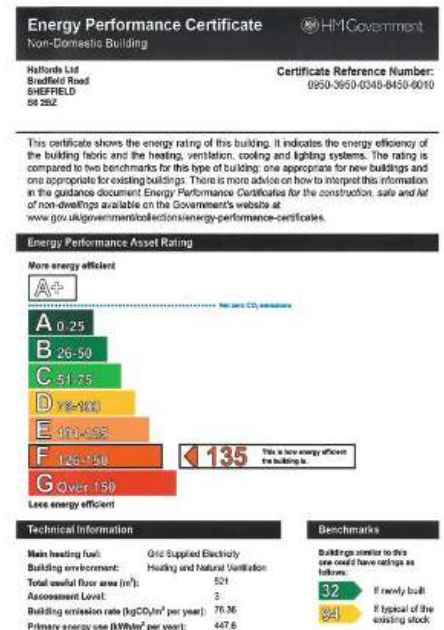 Energy Performance Certificate
HM Government
Non-Domestic Building
Halfords Ltd
Bradfield Road
SHEFFIELD
S6 2BZ
Certificate Reference Number:
0950-3950-0348-8450-6010
This certificate shows the energy rating of this building. It indicates the energy efficiency of
the building fabric and the heating, ventilation, cooling and lighting systems. The rating is
compared to two benchmarks for this type of building: one appropriate for new buildings and
one appropriate for existing buildings. There is more advice on how to interpret this information
in the guidance document Energy Performance Certificates for the construction, sale and let
of non-dwellings available on the Government's website at
www.gov.uk/government/collections/energy-performance-certificates.
Energy Performance Asset Rating
More energy efficient
A+
Net zero CO₂ emissions
A 0-25
B 26-50
C 51-75
D 76-100
E 101-125
F 126-150
135
This is how energy efficient
the building is.
G Over 150
Less energy efficient
Technical Information
Main heating fuel: Grid Supplied Electricity
Building environment: Heating and Natural Ventilation
Total useful floor area (m²): 521
Assessment Level: 3
Building emission rate (kgCO₂/m² per year): 76.36
Primary energy use (kWh/m² per year): 447.6
Benchmarks
Buildings similar to this
one could have ratings as
follows:
32 If newly built
94 If typical of the
existing stock